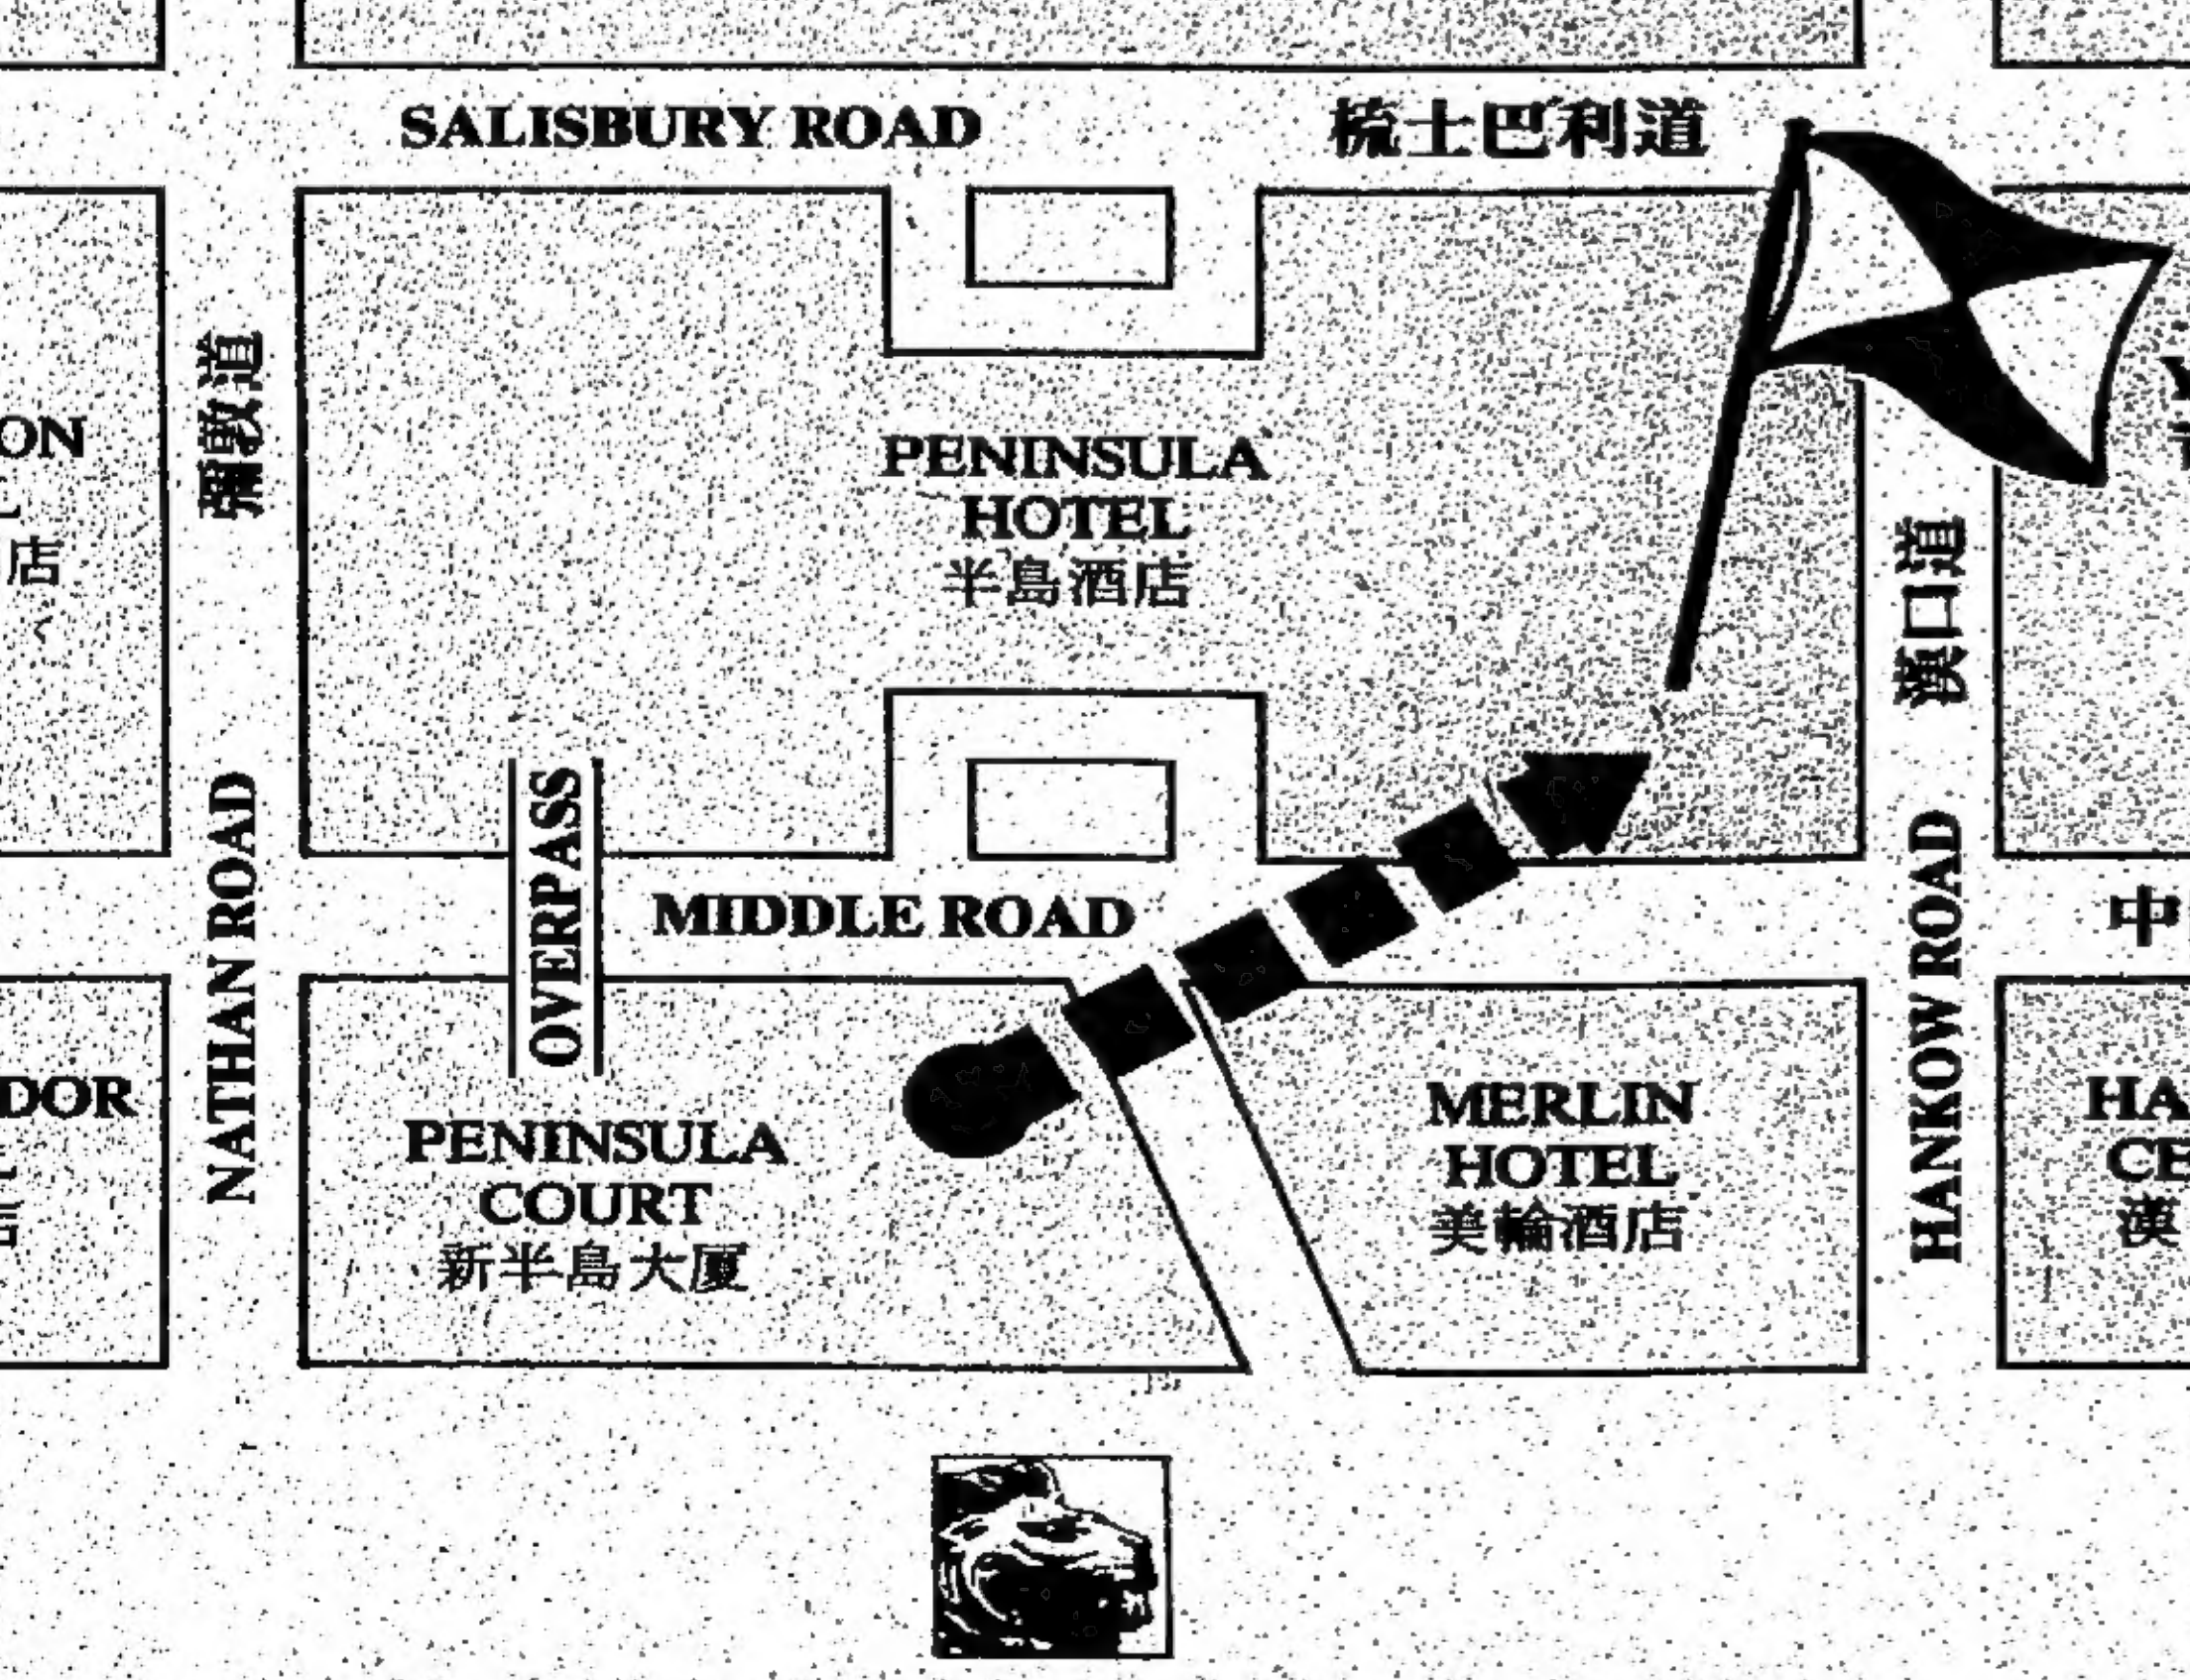 SALISBURY ROAD
梳士巴利道
彌敦道
NATHAN ROAD
PENINSULA
HOTEL
半島酒店
漢口道
HANKOW ROAD
OVERPASS
MIDDLE ROAD
中
PENINSULA
COURT
新半島大廈
MERLIN
HOTEL
美輪酒店
ON
店
DOR
HA
CE
漢